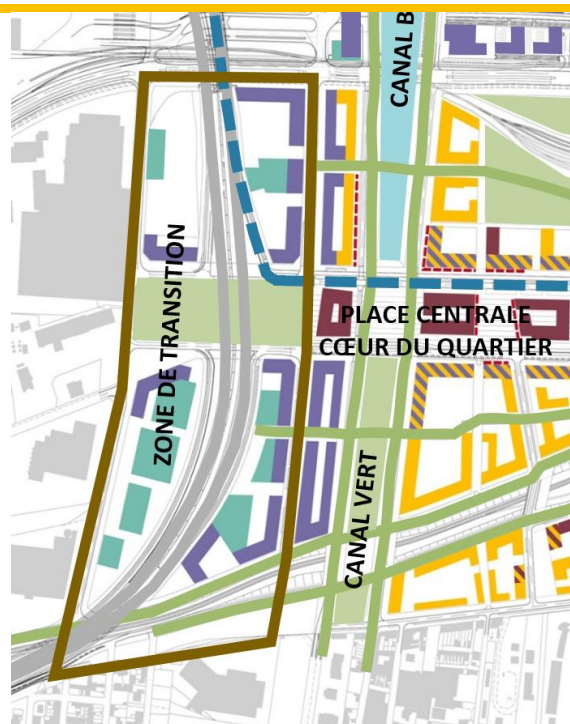 CANAL B
ZONE DE TRANSITION
PLACE CENTRALE
CŒUR DU QUARTIER
CANAL VERT